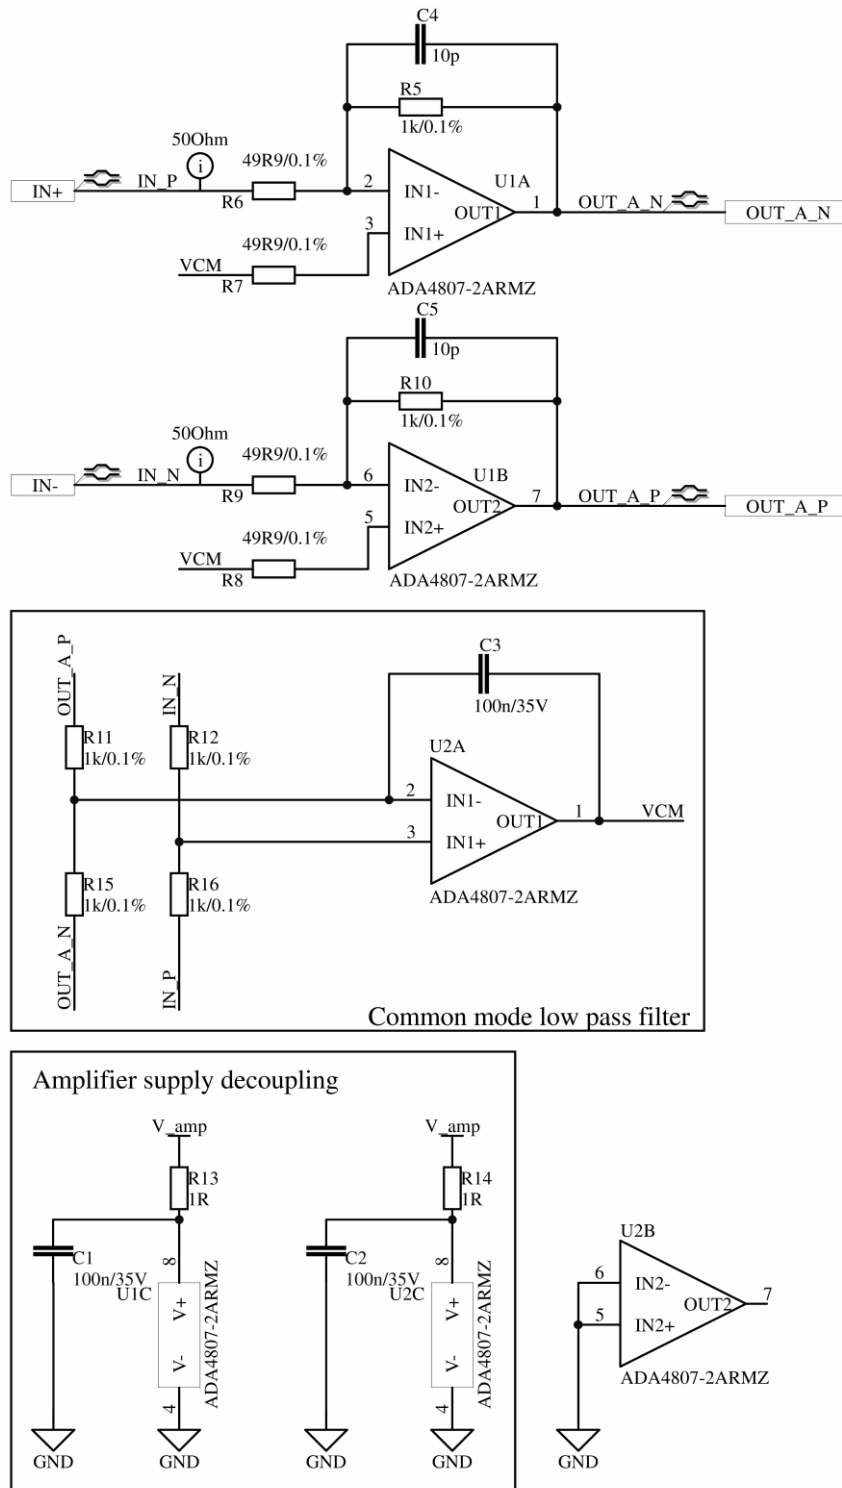 C4
10p
R5
1k/0.1%
50Ohm
i
49R9/0.1%
IN+
IN_P
R6
2
IN1-
U1A
OUT1
1
OUT_A_N
OUT_A_N
3
IN1+
49R9/0.1%
VCM
R7
ADA4807-2ARMZ
C5
10p
R10
1k/0.1%
50Ohm
i
49R9/0.1%
IN-
IN_N
R9
6
IN2-
U1B
OUT2
7
OUT_A_P
OUT_A_P
5
IN2+
49R9/0.1%
VCM
R8
ADA4807-2ARMZ
OUT_A_P
IN_N
C3
100n/35V
R11
1k/0.1%
R12
1k/0.1%
U2A
2
IN1-
OUT1
1
VCM
3
IN1+
ADA4807-2ARMZ
R15
1k/0.1%
R16
1k/0.1%
OUT_A_N
IN_P
Common mode low pass filter
Amplifier supply decoupling
V_amp
R13
1R
C1
100n/35V
U1C
8
V+
V-
4
ADA4807-2ARMZ
GND
GND
V_amp
R14
1R
C2
100n/35V
U2C
8
V+
V-
4
ADA4807-2ARMZ
GND
GND
U2B
6
IN2-
OUT2
7
5
IN2+
ADA4807-2ARMZ
GND